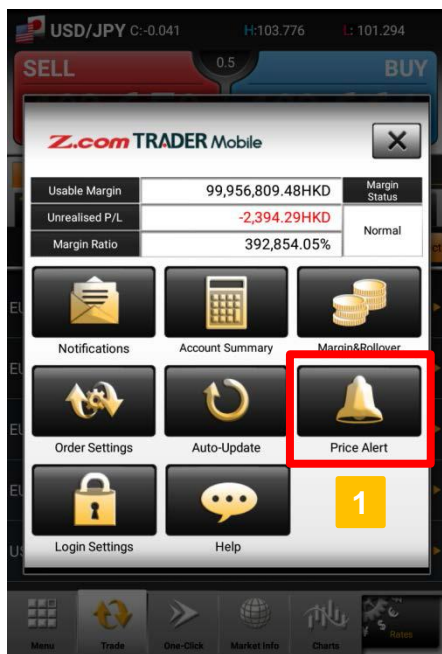 USD/JPY C:-0.041 H:103.776 L: 101.294
SELL 0.5 BUY
Z.com TRADER Mobile
Usable Margin 99,956,809.48HKD Margin Status
Unrealised P/L -2,394.29HKD Normal
Margin Ratio 392,854.05%
Notifications Account Summary Margin&Rollover
Order Settings Auto-Update Price Alert
1
Login Settings Help
Menu Trade One-Click Market Info Charts Rates